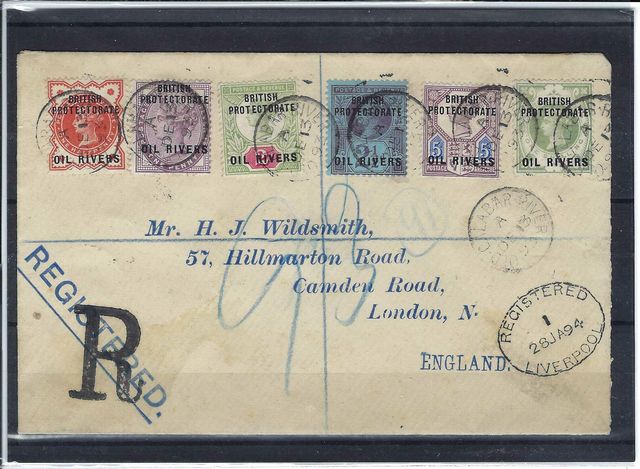 BRITISH
PROTECTORATE
OIL RIVERS
BRITISH
PROTECTORATE
OIL RIVERS
BRITISH
PROTECTORATE
OIL RIVERS
BRITISH
PROTECTORATE
OIL RIVERS
BRITISH
PROTECTORATE
OIL RIVERS
BRITISH
PROTECTORATE
OIL RIVERS
Mr. H. J. Wildsmith,
57, Hillmarton Road,
Camden Road,
London, N.
ENGLAND.
REGISTERED.
R
REGISTERED
1
28JA94
LIVERPOOL